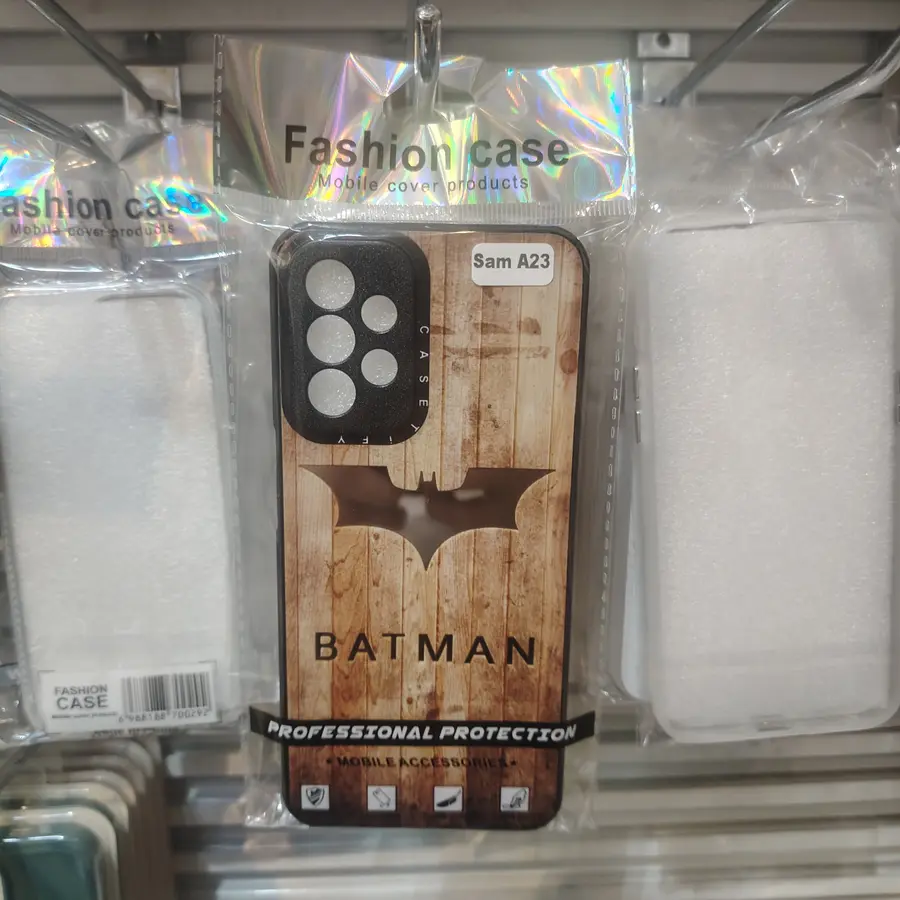 Fashion case
Mobile cover products
ashion case
Mobile cover products
Sam A23
CASETiFY
BATMAN
FASHION
CASE
PROFESSIONAL PROTECTION
• MOBILE ACCESSORIES •